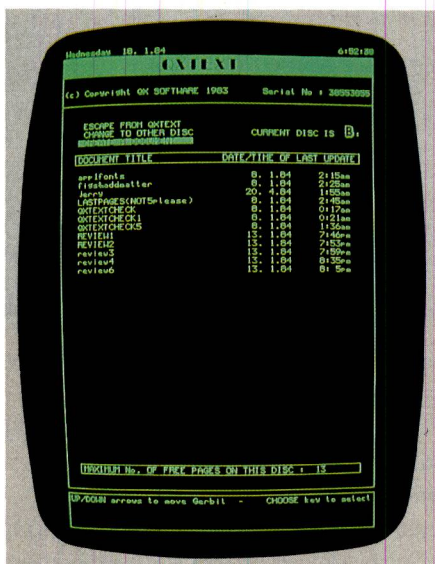 Wednesday 18. 1.84 6:52:30
QXTEXT
(c) Copyright QX SOFTWARE 1983 Serial No : 30553055
ESCAPE FROM QXTEXT
CHANGE TO OTHER DISC CURRENT DISC IS B:
CREATE A DOCUMENT
DOCUMENT TITLE DATE/TIME OF LAST UPDATE
applfonts 8. 1.84 2:15am
8. 1.84 2:25am
Jerry 20. 4.84 1:55am
LASTPAGES(NOT5please) 8. 1.84 2:45am
QXTEXTCHECK 8. 1.84 0:17am
QXTEXTCHECK1 8. 1.84 0:21am
QXTEXTCHECK5 8. 1.84 1:36am
REVIEW1 13. 1.84 7:46pm
REVIEW2 13. 1.84 7:53pm
review3 13. 1.84 7:59pm
review4 13. 1.84 8:35pm
review6 13. 1.84 8: 5pm
MAXIMUM No. OF FREE PAGES ON THIS DISC : 13
UP/DOWN arrows to move Gerbil - CHOOSE key to select